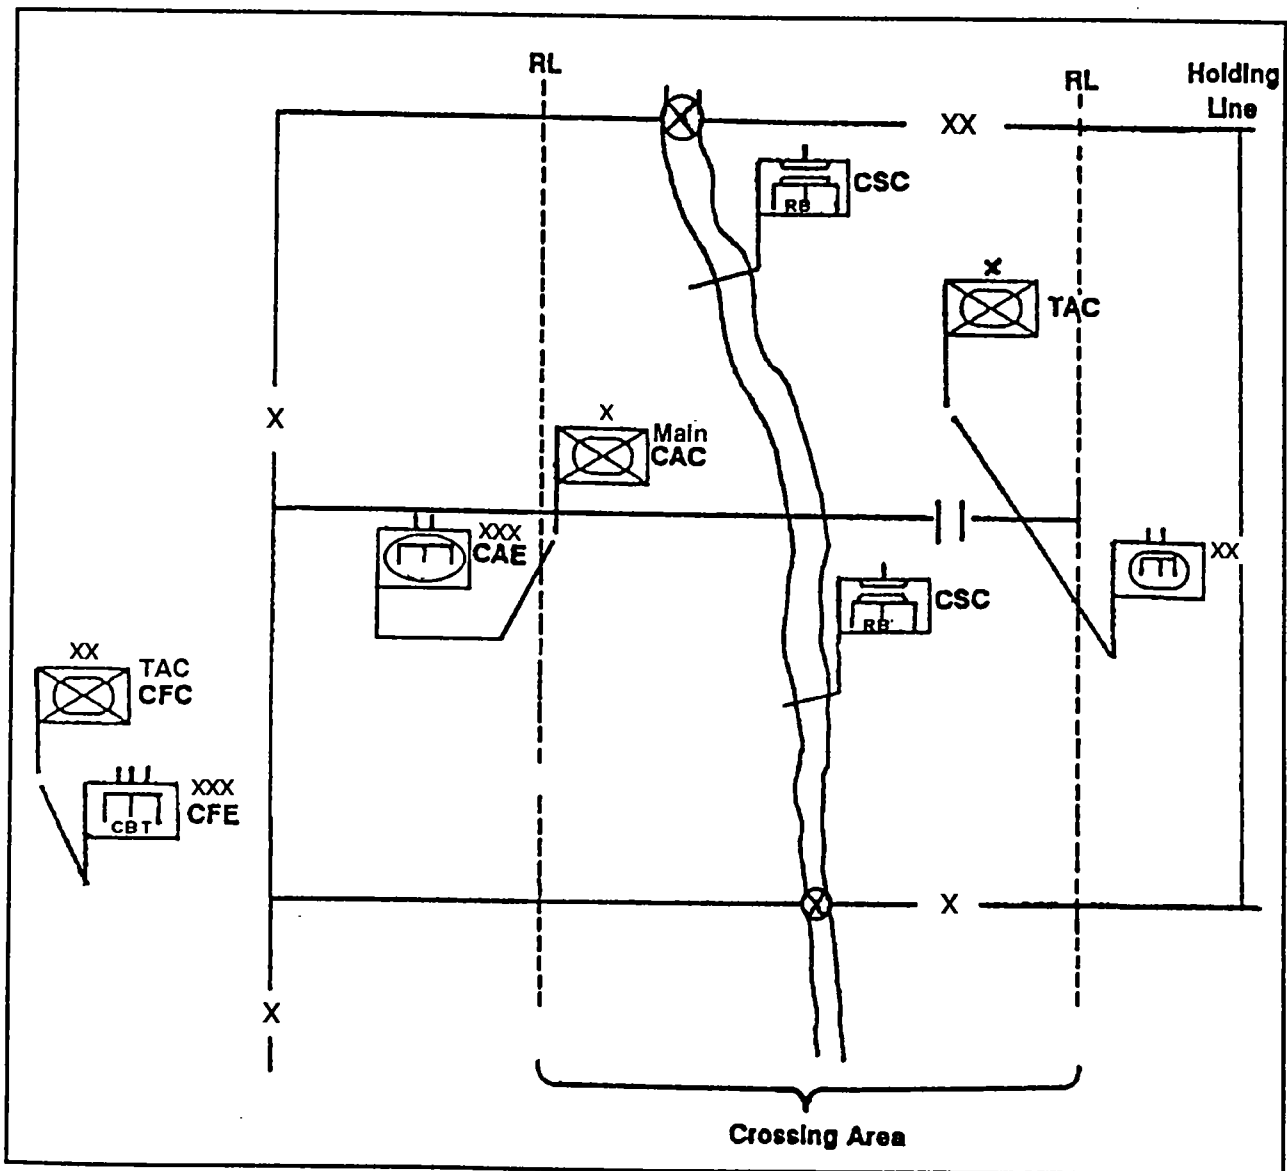 RL
RL
Holding
Line
XX
CSC
RB
X
TAC
X
X
Main
CAC
XXX
CAE
XX
CSC
RB
XX
TAC
CFC
XXX
CFE
CBT
X
X
Crossing Area